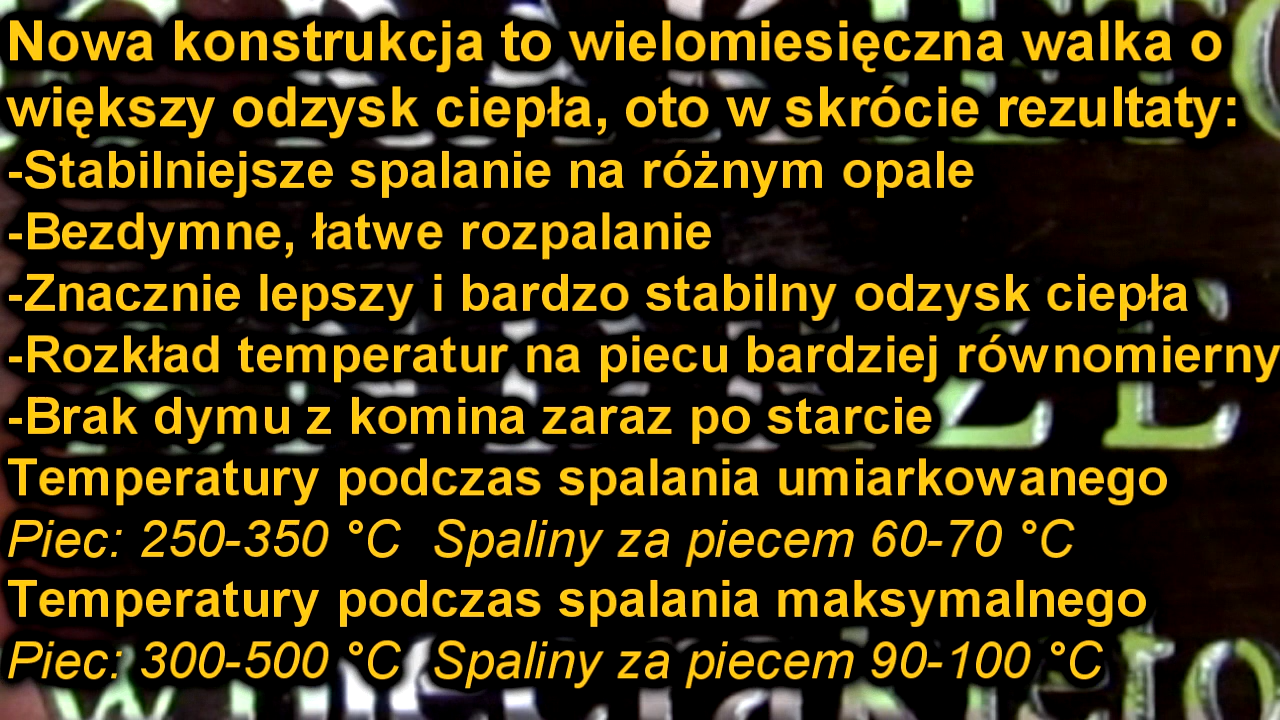 Nowa konstrukcja to wielomiesięczna walka o
większy odzysk ciepła, oto w skrócie rezultaty:
-Stabilniejsze spalanie na różnym opale
-Bezdymne, łatwe rozpalanie
-Znacznie lepszy i bardzo stabilny odzysk ciepła
-Rozkład temperatur na piecu bardziej równomierny
-Brak dymu z komina zaraz po starcie
Temperatury podczas spalania umiarkowanego
Piec: 250-350 °C Spaliny za piecem 60-70 °C
Temperatury podczas spalania maksymalnego
Piec: 300-500 °C Spaliny za piecem 90-100 °C